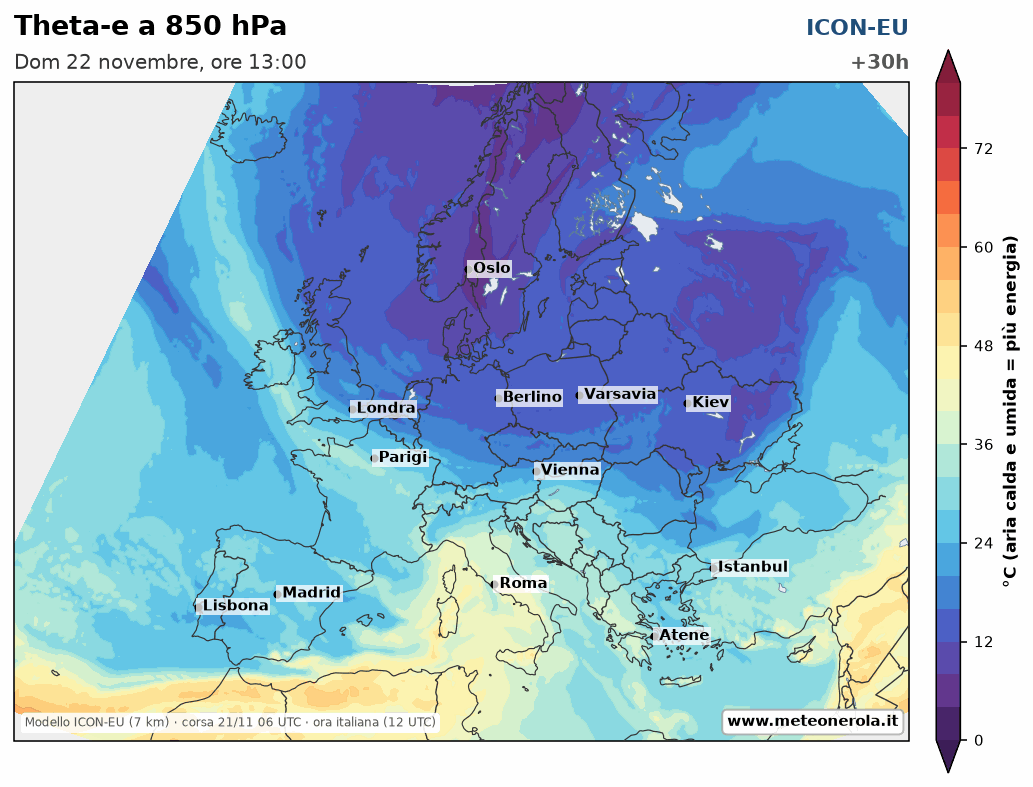 Theta-e a 850 hPa
ICON-EU
Dom 22 novembre, ore 13:00
+30h
Oslo
Berlino
Varsavia
Kiev
Londra
Parigi
Vienna
Istanbul
Roma
Madrid
Lisbona
Atene
72
60
48
36
24
12
0
°C (aria calda e umida = più energia)
Modello ICON-EU (7 km) · corsa 21/11 06 UTC · ora italiana (12 UTC)
www.meteonerola.it